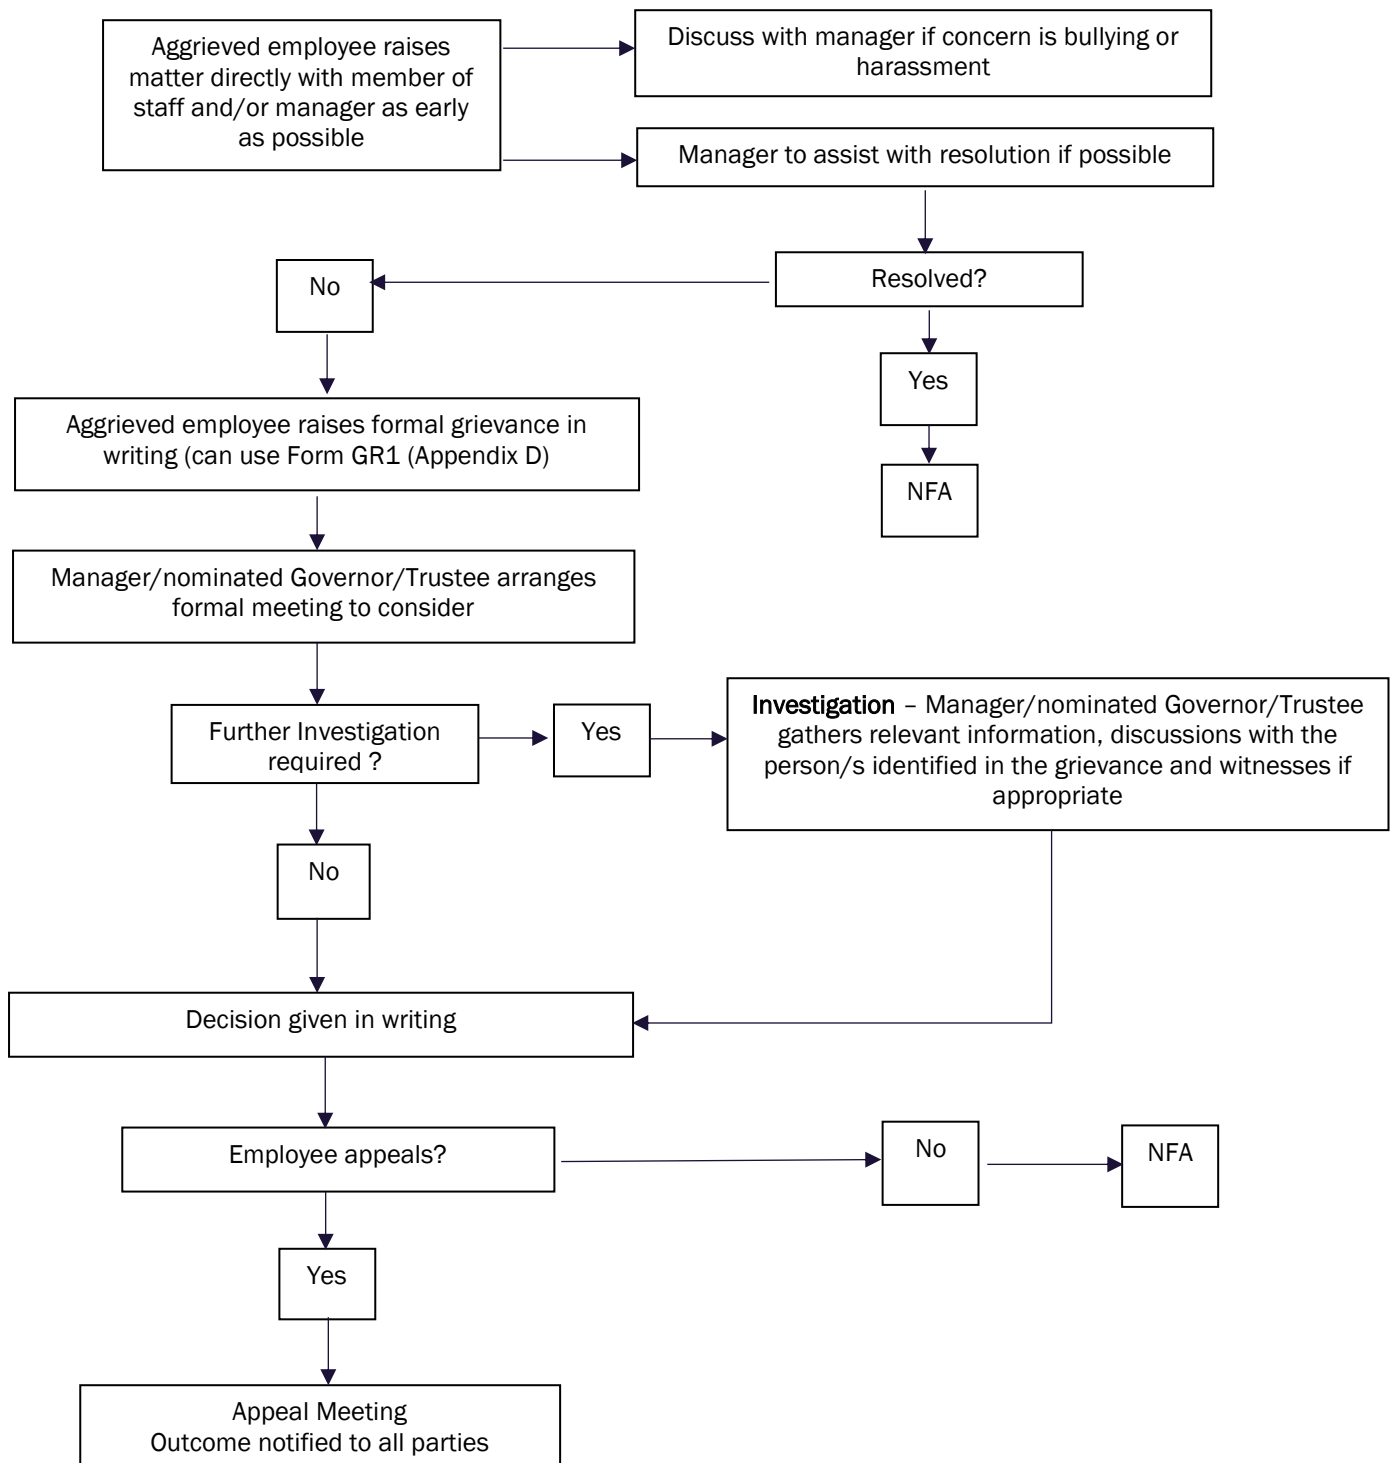 Aggrieved employee raises
matter directly with member of
staff and/or manager as early
as possible
Discuss with manager if concern is bullying or
harassment
Manager to assist with resolution if possible
Resolved?
No
Yes
NFA
Aggrieved employee raises formal grievance in
writing (can use Form GR1 (Appendix D)
Manager/nominated Governor/Trustee arranges
formal meeting to consider
Further Investigation
required ?
Yes
Investigation – Manager/nominated Governor/Trustee
gathers relevant information, discussions with the
person/s identified in the grievance and witnesses if
appropriate
No
Decision given in writing
Employee appeals?
No
NFA
Yes
Appeal Meeting
Outcome notified to all parties